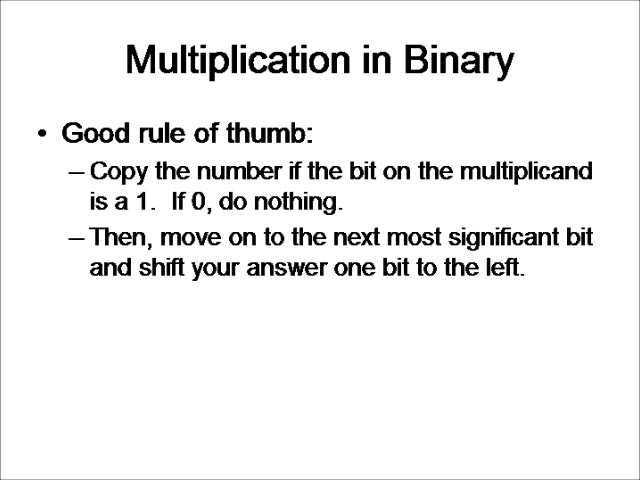 Multiplication in Binary
• Good rule of thumb:
– Copy the number if the bit on the multiplicand
is a 1.  If 0, do nothing.
– Then, move on to the next most significant bit
and shift your answer one bit to the left.